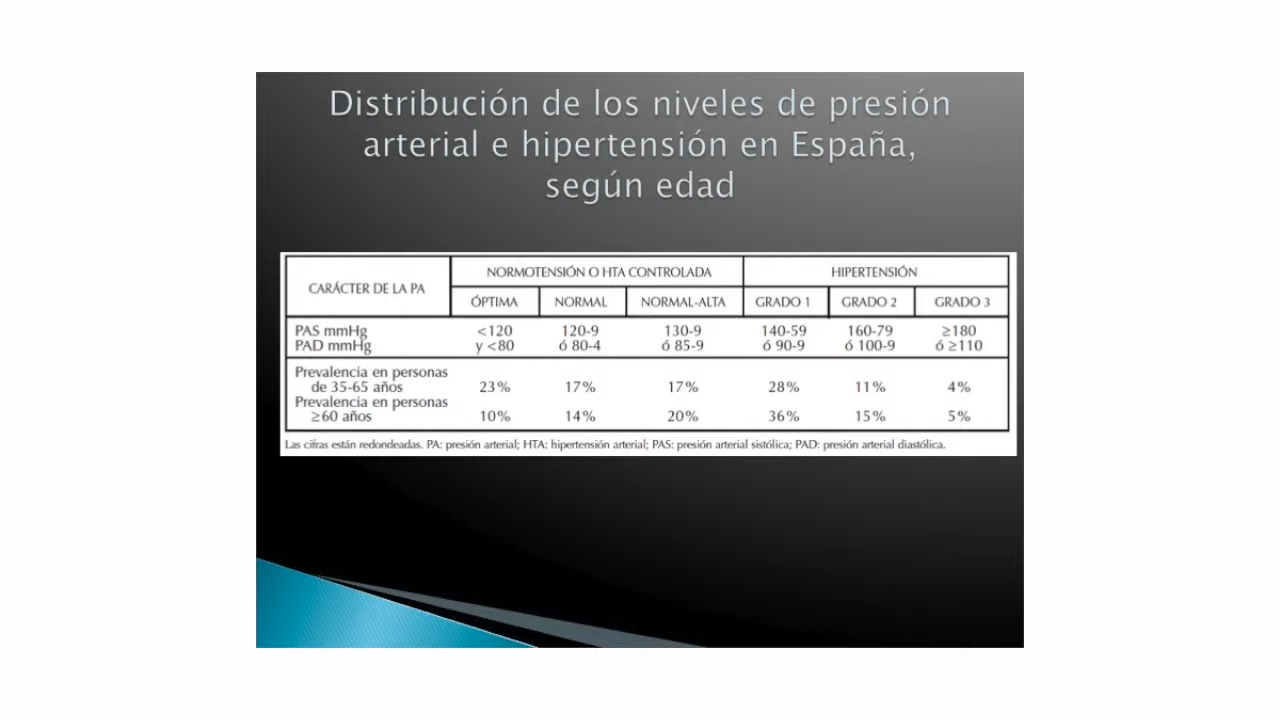 Distribución de los niveles de presión
arterial e hipertensión en España,
según edad
CARÁCTER DE LA PA
NORMOTENSIÓN O HTA CONTROLADA
HIPERTENSIÓN
ÓPTIMA NORMAL NORMAL-ALTA GRADO 1 GRADO 2 GRADO 3
PAS mmHg <120 120-9 130-9 140-59 160-79 ≥180
PAD mmHg y <80 ó 80-4 ó 85-9 ó 90-9 ó 100-9 ó ≥110
Prevalencia en personas
de 35-65 años 23% 17% 17% 28% 11% 4%
Prevalencia en personas
≥60 años 10% 14% 20% 36% 15% 5%
Las cifras están redondeadas. PA: presión arterial; HTA: hipertensión arterial; PAS: presión arterial sistólica; PAD: presión arterial diastólica.